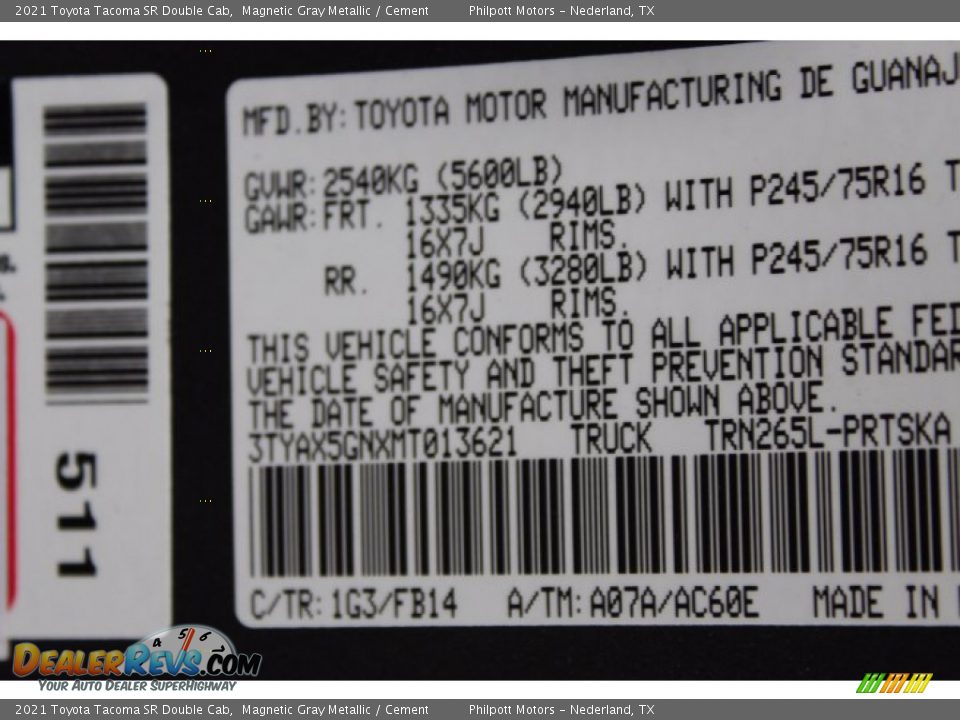 2021 Toyota Tacoma SR Double Cab, Magnetic Gray Metallic / Cement Philpott Motors – Nederland, TX
MFD.BY:TOYOTA MOTOR MANUFACTURING DE GUANAJ
GVWR:2540KG (5600LB)
GAWR:FRT. 1335KG (2940LB) WITH P245/75R16 T
16X7J RIMS.
RR. 1490KG (3280LB) WITH P245/75R16 T
16X7J RIMS.
THIS VEHICLE CONFORMS TO ALL APPLICABLE FED
VEHICLE SAFETY AND THEFT PREVENTION STANDAR
THE DATE OF MANUFACTURE SHOWN ABOVE.
3TYAX5GNXMT013621 TRUCK TRN265L-PRTSKA
C/TR:1G3/FB14 A/TM:A07A/AC60E MADE IN
511
4 5 6
DEALERREVS.COM
YOUR AUTO DEALER SUPERHIGHWAY
2021 Toyota Tacoma SR Double Cab, Magnetic Gray Metallic / Cement Philpott Motors – Nederland, TX